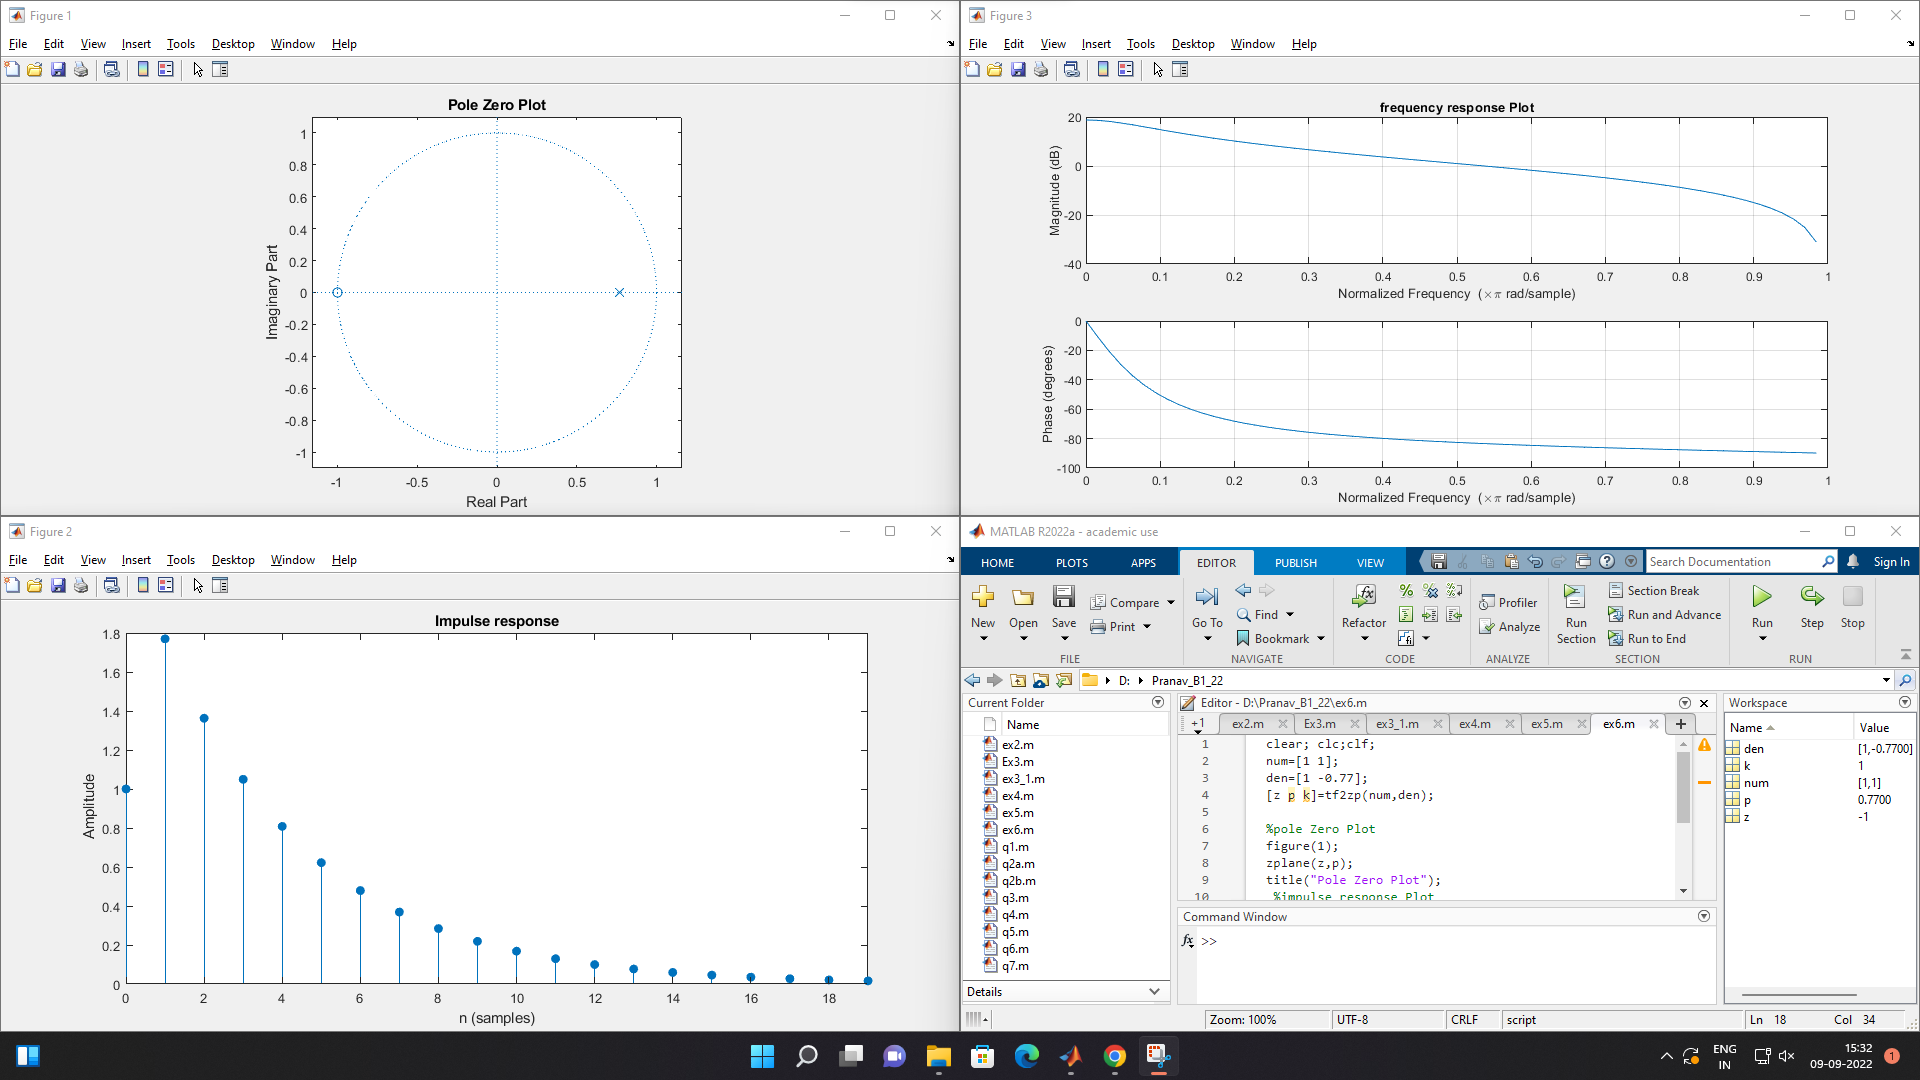 Figure 1
File Edit View Insert Tools Desktop Window Help
Pole Zero Plot
Imaginary Part
1
0.8
0.6
0.4
0.2
0
-0.2
-0.4
-0.6
-0.8
-1
-1 -0.5 0 0.5 1
Real Part
Figure 3
File Edit View Insert Tools Desktop Window Help
frequency response Plot
Magnitude (dB)
20
0
-20
-40
0 0.1 0.2 0.3 0.4 0.5 0.6 0.7 0.8 0.9 1
Normalized Frequency (×π rad/sample)
Phase (degrees)
0
-20
-40
-60
-80
-100
0 0.1 0.2 0.3 0.4 0.5 0.6 0.7 0.8 0.9 1
Normalized Frequency (×π rad/sample)
Figure 2
File Edit View Insert Tools Desktop Window Help
Impulse response
Amplitude
1.8
1.6
1.4
1.2
1
0.8
0.6
0.4
0.2
0
0 2 4 6 8 10 12 14 16 18
n (samples)
MATLAB R2022a - academic use
HOME PLOTS APPS EDITOR PUBLISH VIEW Search Documentation Sign In
New Open Save Compare Print Go To Find Bookmark Refactor Profiler Analyze Run Section Section Break Run and Advance Run to End Run Step Stop
FILE NAVIGATE CODE ANALYZE SECTION RUN
D: Pranav_B1_22
Current Folder
Name
ex2.m
Ex3.m
ex3_1.m
ex4.m
ex5.m
ex6.m
q1.m
q2a.m
q2b.m
q3.m
q4.m
q5.m
q6.m
q7.m
Details
Editor - D:\Pranav_B1_22\ex6.m
+1 ex2.m Ex3.m ex3_1.m ex4.m ex5.m ex6.m
1 clear; clc;clf;
2 num=[1 1];
3 den=[1 -0.77];
4 [z p k]=tf2zp(num,den);
5
6 %pole Zero Plot
7 figure(1);
8 zplane(z,p);
9 title("Pole Zero Plot");
10 %impulse response Plot
Command Window
fx >>
Workspace
Name Value
den [1,-0.7700]
k 1
num [1,1]
p 0.7700
z -1
Zoom: 100% UTF-8 CRLF script Ln 18 Col 34
ENG
IN
15:32
09-09-2022
1